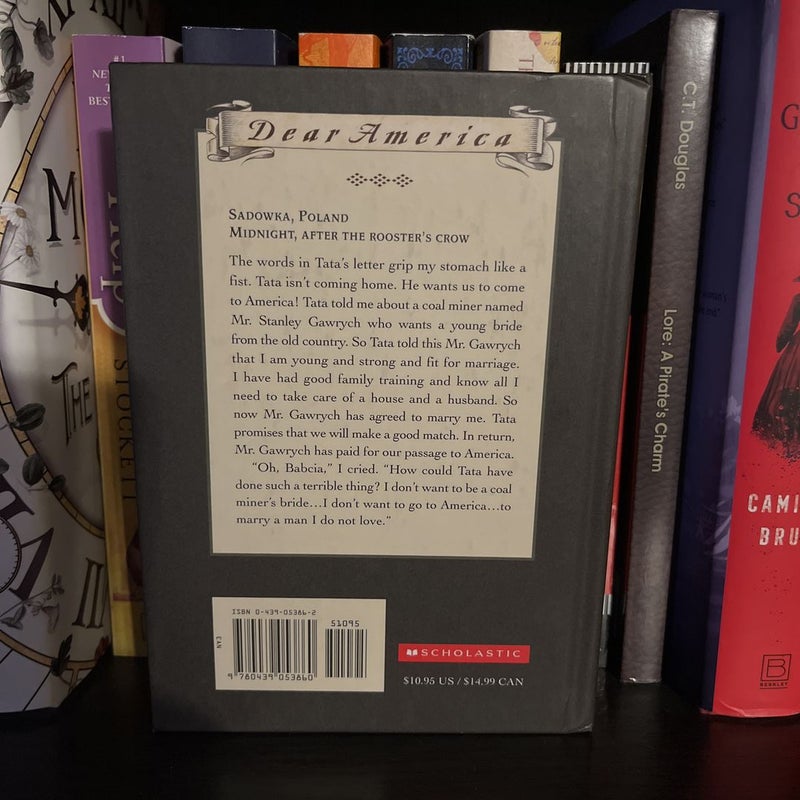 Dear America
SADOWKA, POLAND
MIDNIGHT, AFTER THE ROOSTER'S CROW
The words in Tata's letter grip my stomach like a
fist. Tata isn't coming home. He wants us to come
to America! Tata told me about a coal miner named
Mr. Stanley Gawrych who wants a young bride
from the old country. So Tata told this Mr. Gawrych
that I am young and strong and fit for marriage.
I have had good family training and know all I
need to take care of a house and a husband. So
now Mr. Gawrych has agreed to marry me. Tata
promises that we will make a good match. In return,
Mr. Gawrych has paid for our passage to America.
"Oh, Babcia," I cried. "How could Tata have
done such a terrible thing? I don't want to be a coal
miner's bride...I don't want to go to America...to
marry a man I do not love."
ISBN 0-439-05386-2
51095
EAN
9 780439 053860
SCHOLASTIC
$10.95 US / $14.99 CAN
#1
THE
STOCKETT
C.T. Douglas
Lore: A Pirate's Charm
CAMI
BRU
B
BERKLEY